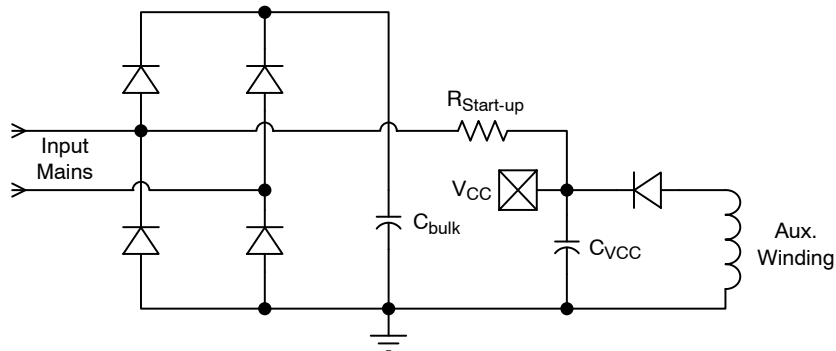 Input
Mains
RStart-up
VCC
Cbulk
CVCC
Aux.
Winding